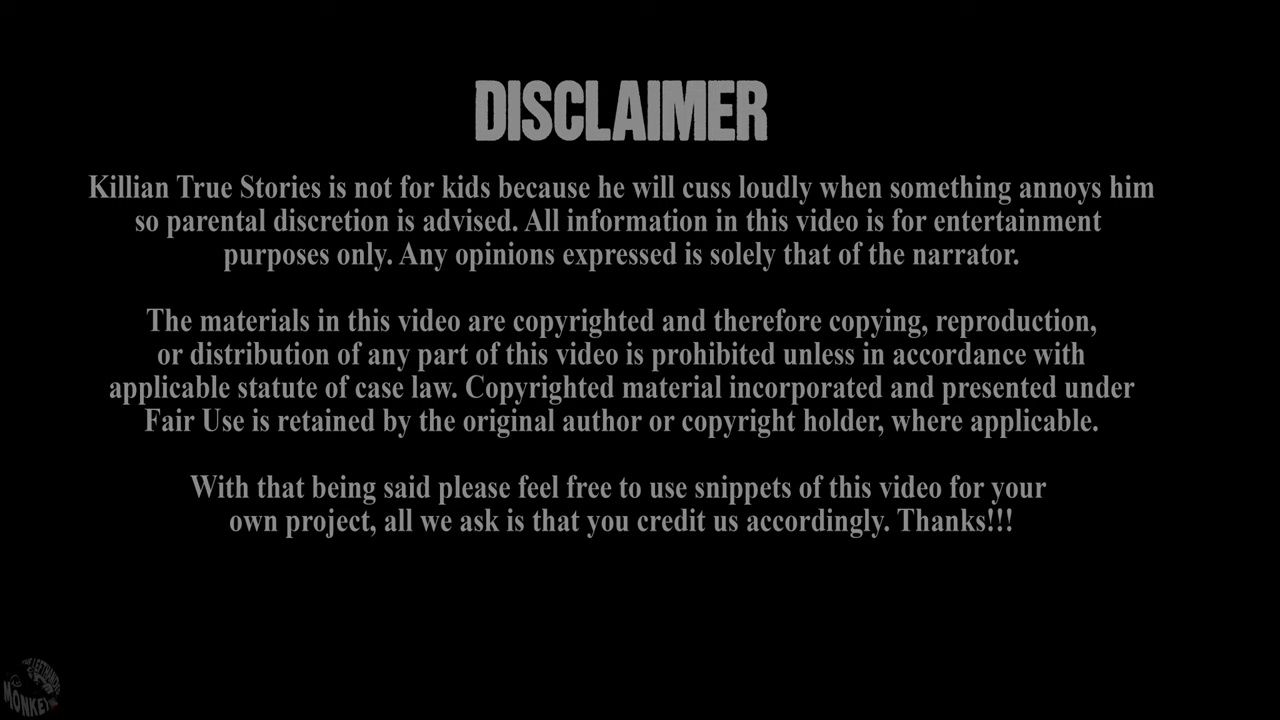 DISCLAIMER
Killian True Stories is not for kids because he will cuss loudly when something annoys him
so parental discretion is advised. All information in this video is for entertainment
purposes only. Any opinions expressed is solely that of the narrator.
The materials in this video are copyrighted and therefore copying, reproduction,
or distribution of any part of this video is prohibited unless in accordance with
applicable statute of case law. Copyrighted material incorporated and presented under
Fair Use is retained by the original author or copyright holder, where applicable.
With that being said please feel free to use snippets of this video for your
own project, all we ask is that you credit us accordingly. Thanks!!!
MONKEY